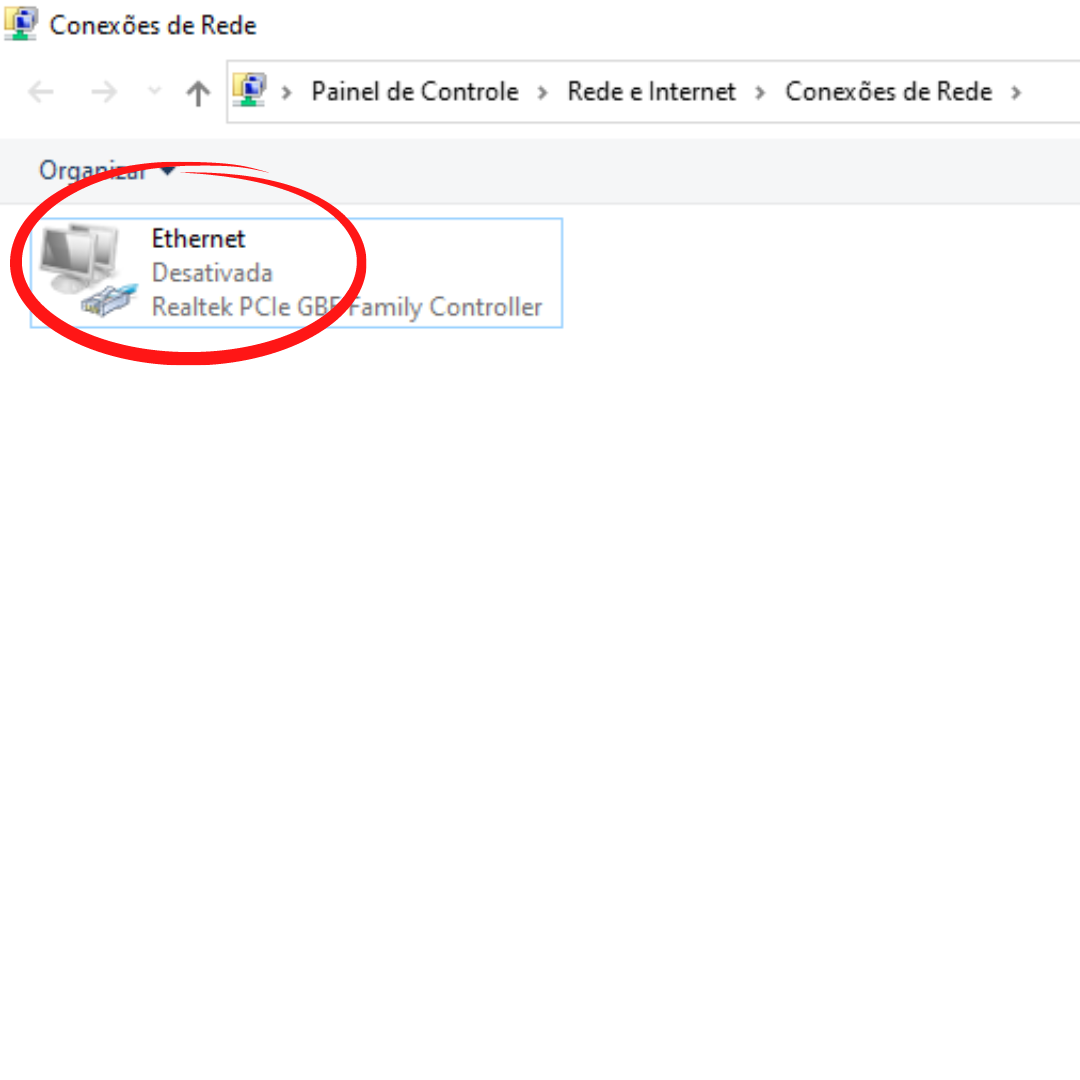 Conexões de Rede
Painel de Controle > Rede e Internet > Conexões de Rede >
Organizar
Ethernet
Desativada
Realtek PCIe GBE Family Controller